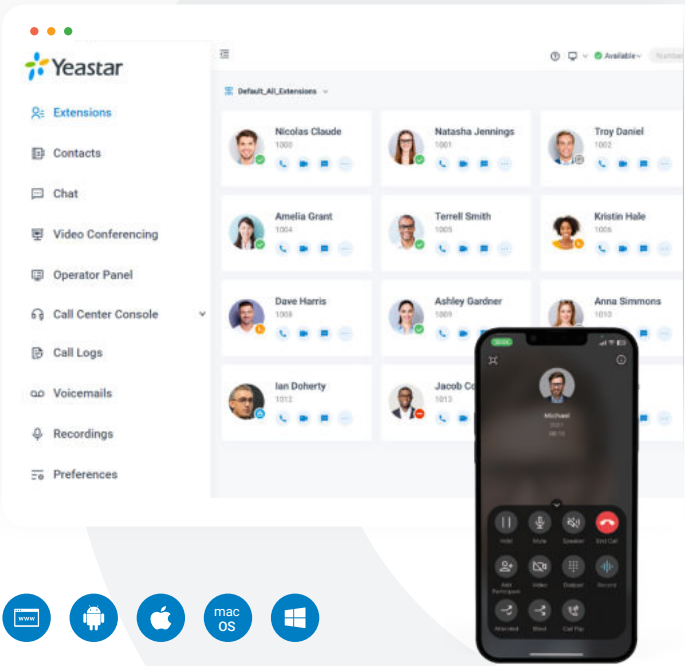 Yeastar
Available
Number
Default_All_Extensions
Extensions
Contacts
Chat
Video Conferencing
Operator Panel
Call Center Console
Call Logs
Voicemails
Recordings
Preferences
Nicolas Claude
1000
Natasha Jennings
1001
Troy Daniel
1002
Amelia Grant
1004
Terrell Smith
1005
Kristin Hale
1006
Dave Harris
1008
Ashley Gardner
1009
Anna Simmons
1010
Ian Doherty
1012
Jacob Co
1013
Michael
Hold
Mute
Speaker
End Call
Add
Participant
Video
Dialpad
Record
Attended
Blind
Call Flip
www
mac
OS